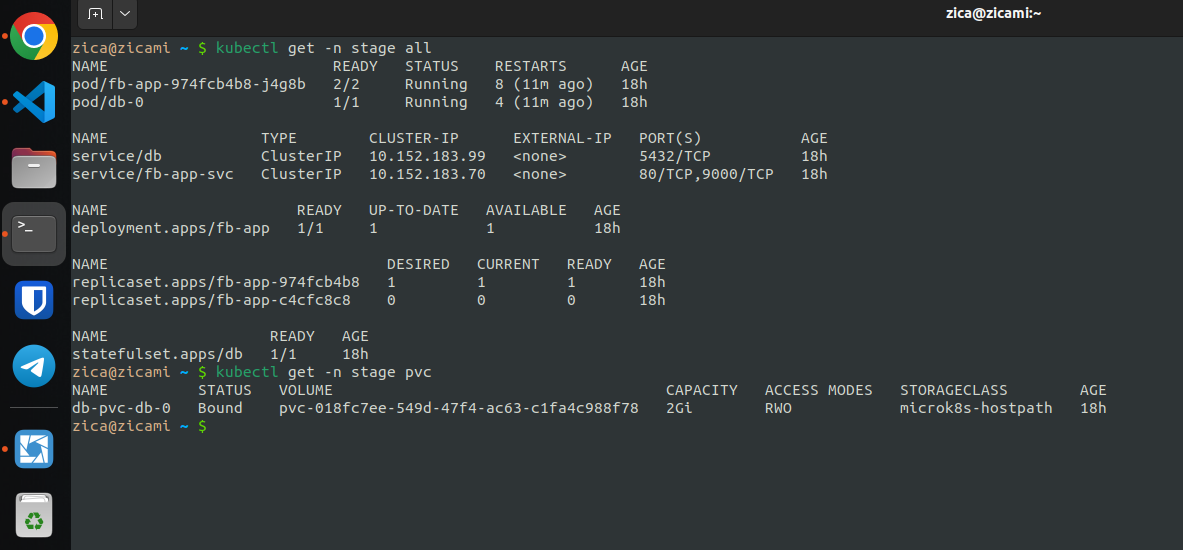 zica@zicami:~
zica@zicami ~ $ kubectl get -n stage all
NAME READY STATUS RESTARTS AGE
pod/fb-app-974fcb4b8-j4g8b 2/2 Running 8 (11m ago) 18h
pod/db-0 1/1 Running 4 (11m ago) 18h
NAME TYPE CLUSTER-IP EXTERNAL-IP PORT(S) AGE
service/db ClusterIP 10.152.183.99 <none> 5432/TCP 18h
service/fb-app-svc ClusterIP 10.152.183.70 <none> 80/TCP,9000/TCP 18h
NAME READY UP-TO-DATE AVAILABLE AGE
deployment.apps/fb-app 1/1 1 1 18h
NAME DESIRED CURRENT READY AGE
replicaset.apps/fb-app-974fcb4b8 1 1 1 18h
replicaset.apps/fb-app-c4cfc8c8 0 0 0 18h
NAME READY AGE
statefulset.apps/db 1/1 18h
zica@zicami ~ $ kubectl get -n stage pvc
NAME STATUS VOLUME CAPACITY ACCESS MODES STORAGECLASS AGE
db-pvc-db-0 Bound pvc-018fc7ee-549d-47f4-ac63-c1fa4c988f78 2Gi RWO microk8s-hostpath 18h
zica@zicami ~ $